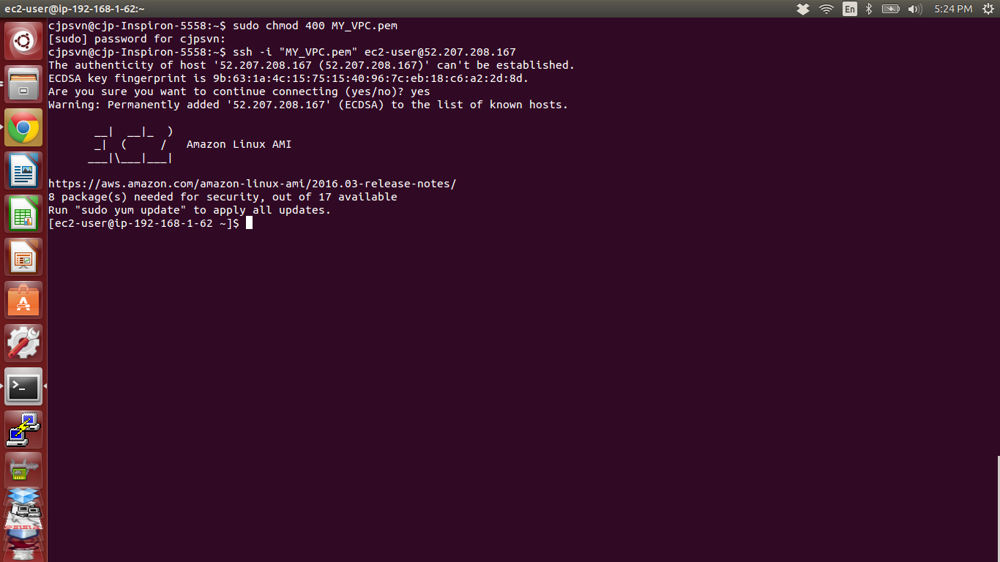 ec2-user@ip-192-168-1-62:~
En
5:24 PM
cjpsvn@cjp-Inspiron-5558:~$ sudo chmod 400 MY_VPC.pem
[sudo] password for cjpsvn:
cjpsvn@cjp-Inspiron-5558:~$ ssh -i "MY_VPC.pem" ec2-user@52.207.208.167
The authenticity of host '52.207.208.167 (52.207.208.167)' can't be established.
ECDSA key fingerprint is 9b:63:1a:4c:15:75:15:40:96:7c:eb:18:c6:a2:2d:8d.
Are you sure you want to continue connecting (yes/no)? yes
Warning: Permanently added '52.207.208.167' (ECDSA) to the list of known hosts.
       __|  __|_  )
       _|  (     /   Amazon Linux AMI
      ___|\___|___|
https://aws.amazon.com/amazon-linux-ami/2016.03-release-notes/
8 package(s) needed for security, out of 17 available
Run "sudo yum update" to apply all updates.
[ec2-user@ip-192-168-1-62 ~]$